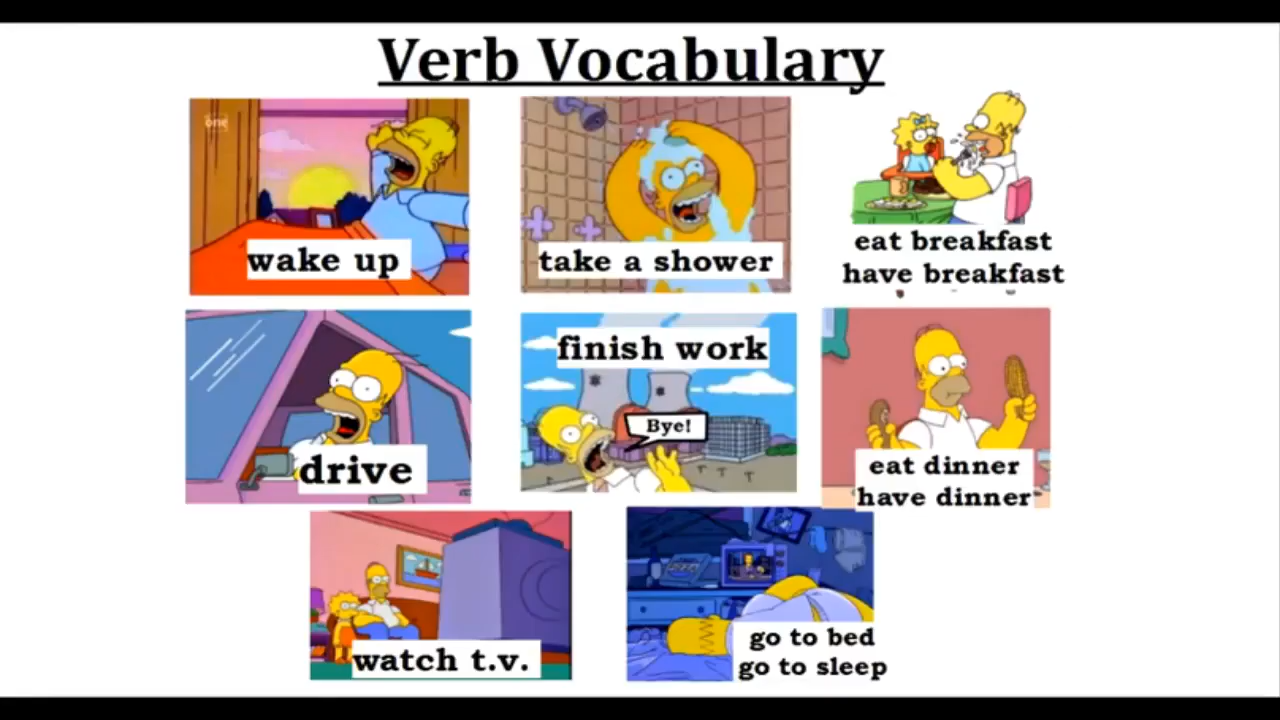 Verb Vocabulary
one
wake up
take a shower
eat breakfast
have breakfast
drive
finish work
Bye!
eat dinner
have dinner
watch t.v.
go to bed
go to sleep